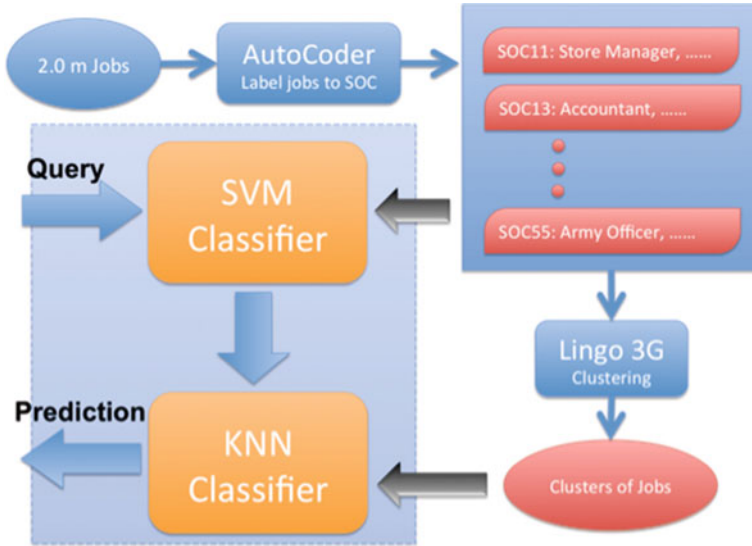 2.0 m Jobs
AutoCoder
Label jobs to SOC
SOC11: Store Manager, ......
SOC13: Accountant, ......
SOC55: Army Officer, ......
Query
SVM
Classifier
Lingo 3G
Clustering
Prediction
KNN
Classifier
Clusters of Jobs